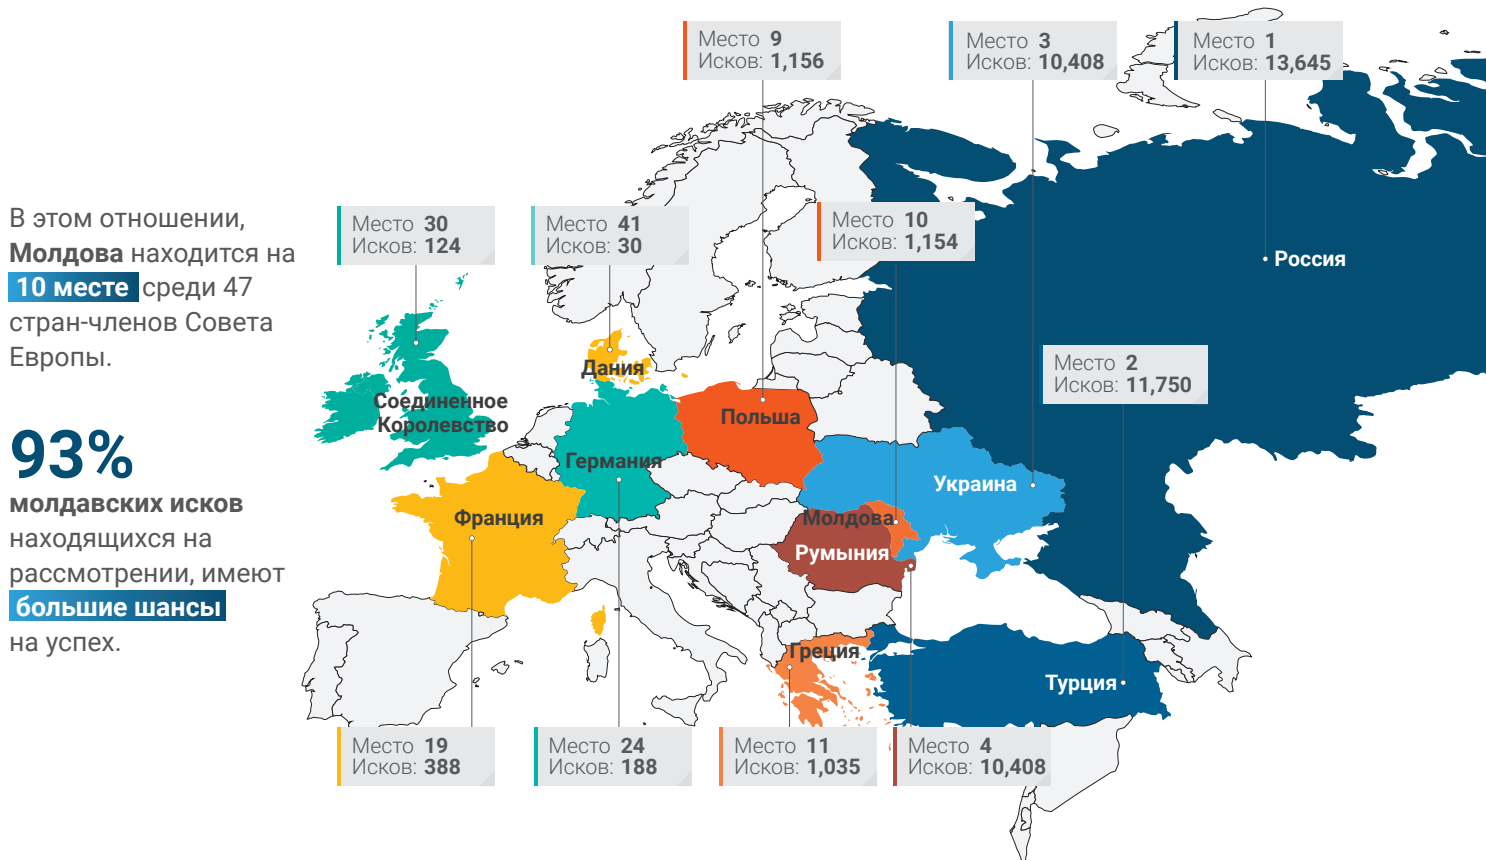 Место 9
Исков: 1,156
Место 3
Исков: 10,408
Место 1
Исков: 13,645
В этом отношении,
Молдова находится на
10 месте среди 47
стран-членов Совета
Европы.
93%
молдавских исков
находящихся на
рассмотрении, имеют
большие шансы
на успех.
Место 30
Исков: 124
Место 41
Исков: 30
Место 10
Исков: 1,154
Россия
Место 2
Исков: 11,750
Дания
Соединенное
Королевство
Польша
Германия
Украина
Франция
Молдова
Румыния
Греция
Турция
Место 19
Исков: 388
Место 24
Исков: 188
Место 11
Исков: 1,035
Место 4
Исков: 10,408